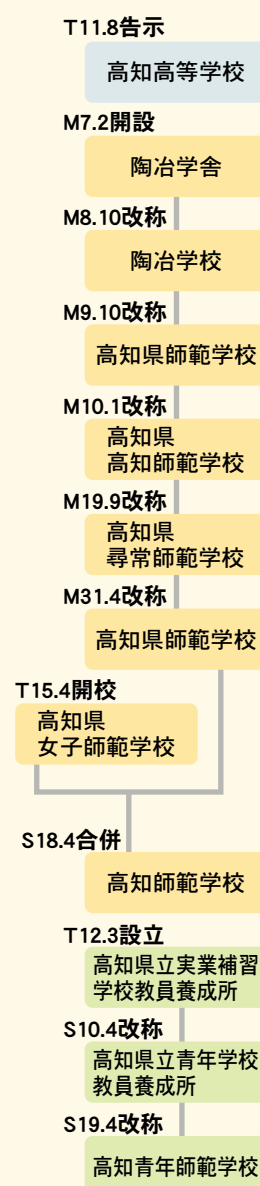 T11.8告示
高知高等学校
M7.2開設
陶冶学舎
M8.10改称
陶冶学校
M9.10改称
高知県師範学校
M10.1改称
高知県
高知師範学校
M19.9改称
高知県
尋常師範学校
M31.4改称
高知県師範学校
T15.4開校
高知県
女子師範学校
S18.4合併
高知師範学校
T12.3設立
高知県立実業補習
学校教員養成所
S10.4改称
高知県立青年学校
教員養成所
S19.4改称
高知青年師範学校